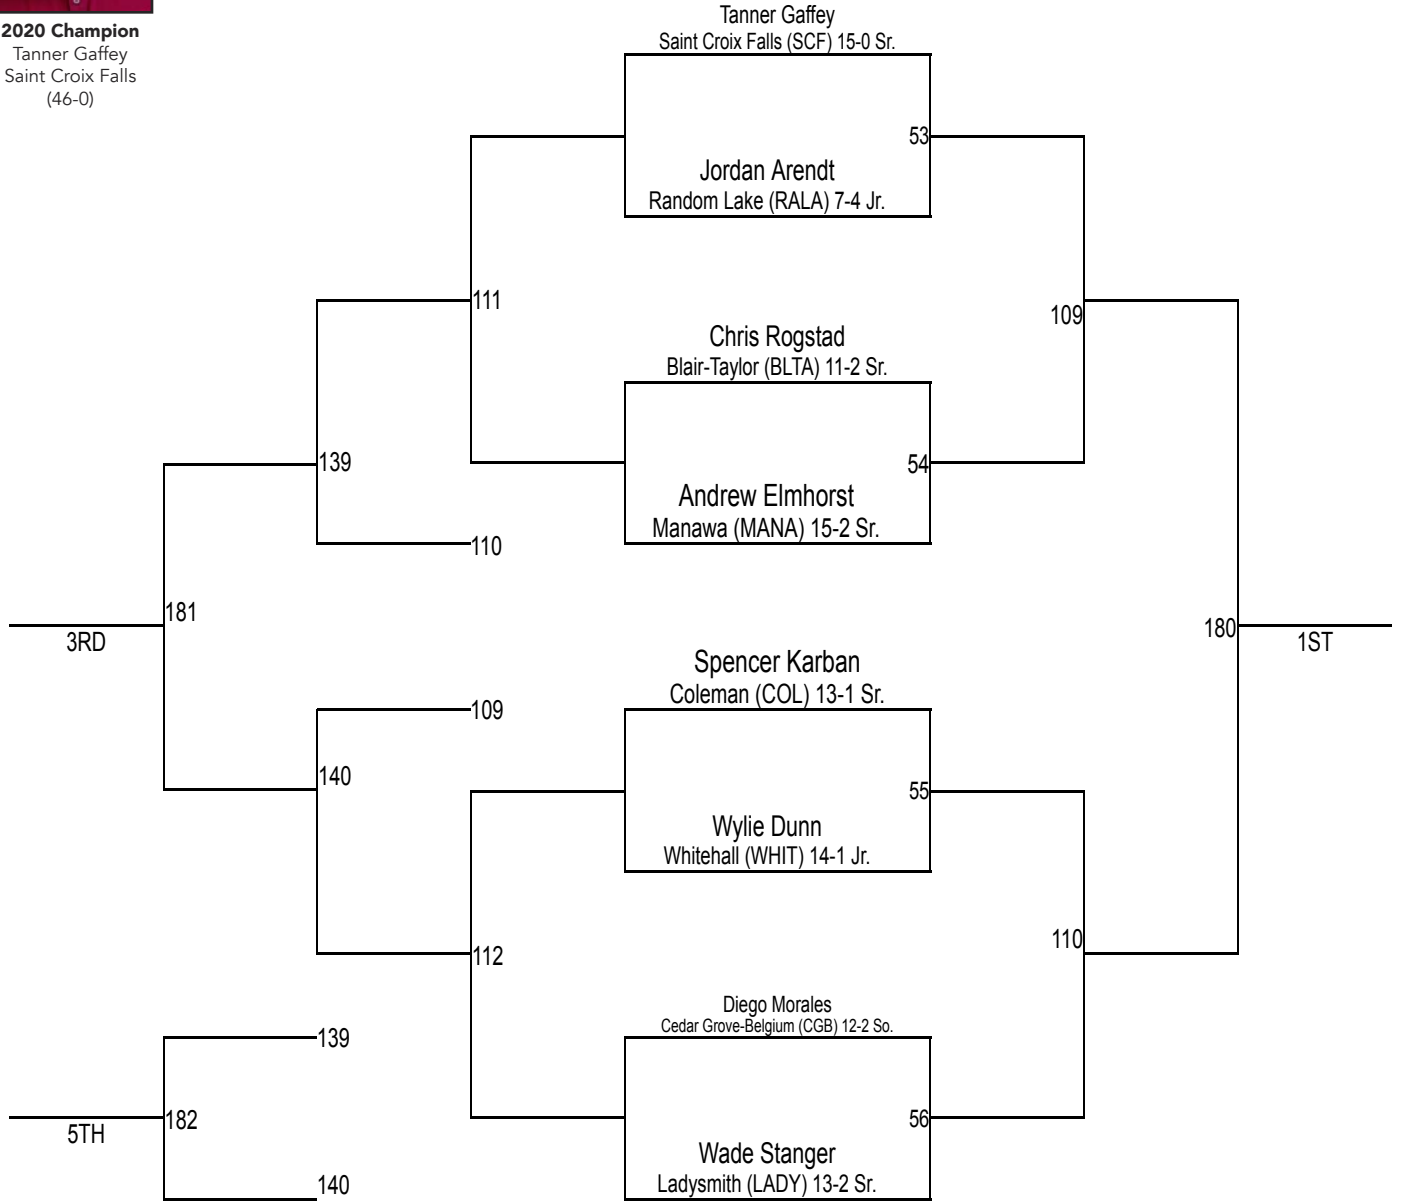 2020 Champion
Tanner Gaffey
Saint Croix Falls
(46-0)
Tanner Gaffey
Saint Croix Falls (SCF) 15-0 Sr.
53
Jordan Arendt
Random Lake (RALA) 7-4 Jr.
111
109
Chris Rogstad
Blair-Taylor (BLTA) 11-2 Sr.
139
54
Andrew Elmhorst
Manawa (MANA) 15-2 Sr.
110
181
3RD
180
1ST
Spencer Karban
Coleman (COL) 13-1 Sr.
109
140
55
Wylie Dunn
Whitehall (WHIT) 14-1 Jr.
110
112
Diego Morales
Cedar Grove-Belgium (CGB) 12-2 So.
139
182
5TH
56
Wade Stanger
Ladysmith (LADY) 13-2 Sr.
140